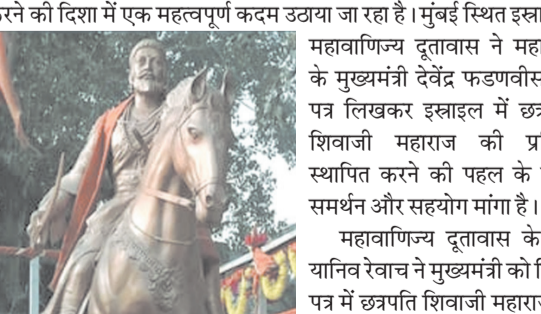 रने की दिशा में एक महत्वपूर्ण कदम उठाया जा रहा है। मुंबई स्थित इस्रा
महावाणिज्य दूतावास ने महा
के मुख्यमंत्री देवेंद्र फडणवीस
पत्र लिखकर इस्राइल में छत्र
शिवाजी महाराज की प्रति
स्थापित करने की पहल के
समर्थन और सहयोग मांगा है।
महावाणिज्य दूतावास के
यानिव रेवाच ने मुख्यमंत्री को
पत्र में छत्रपति शिवाजी महाराज